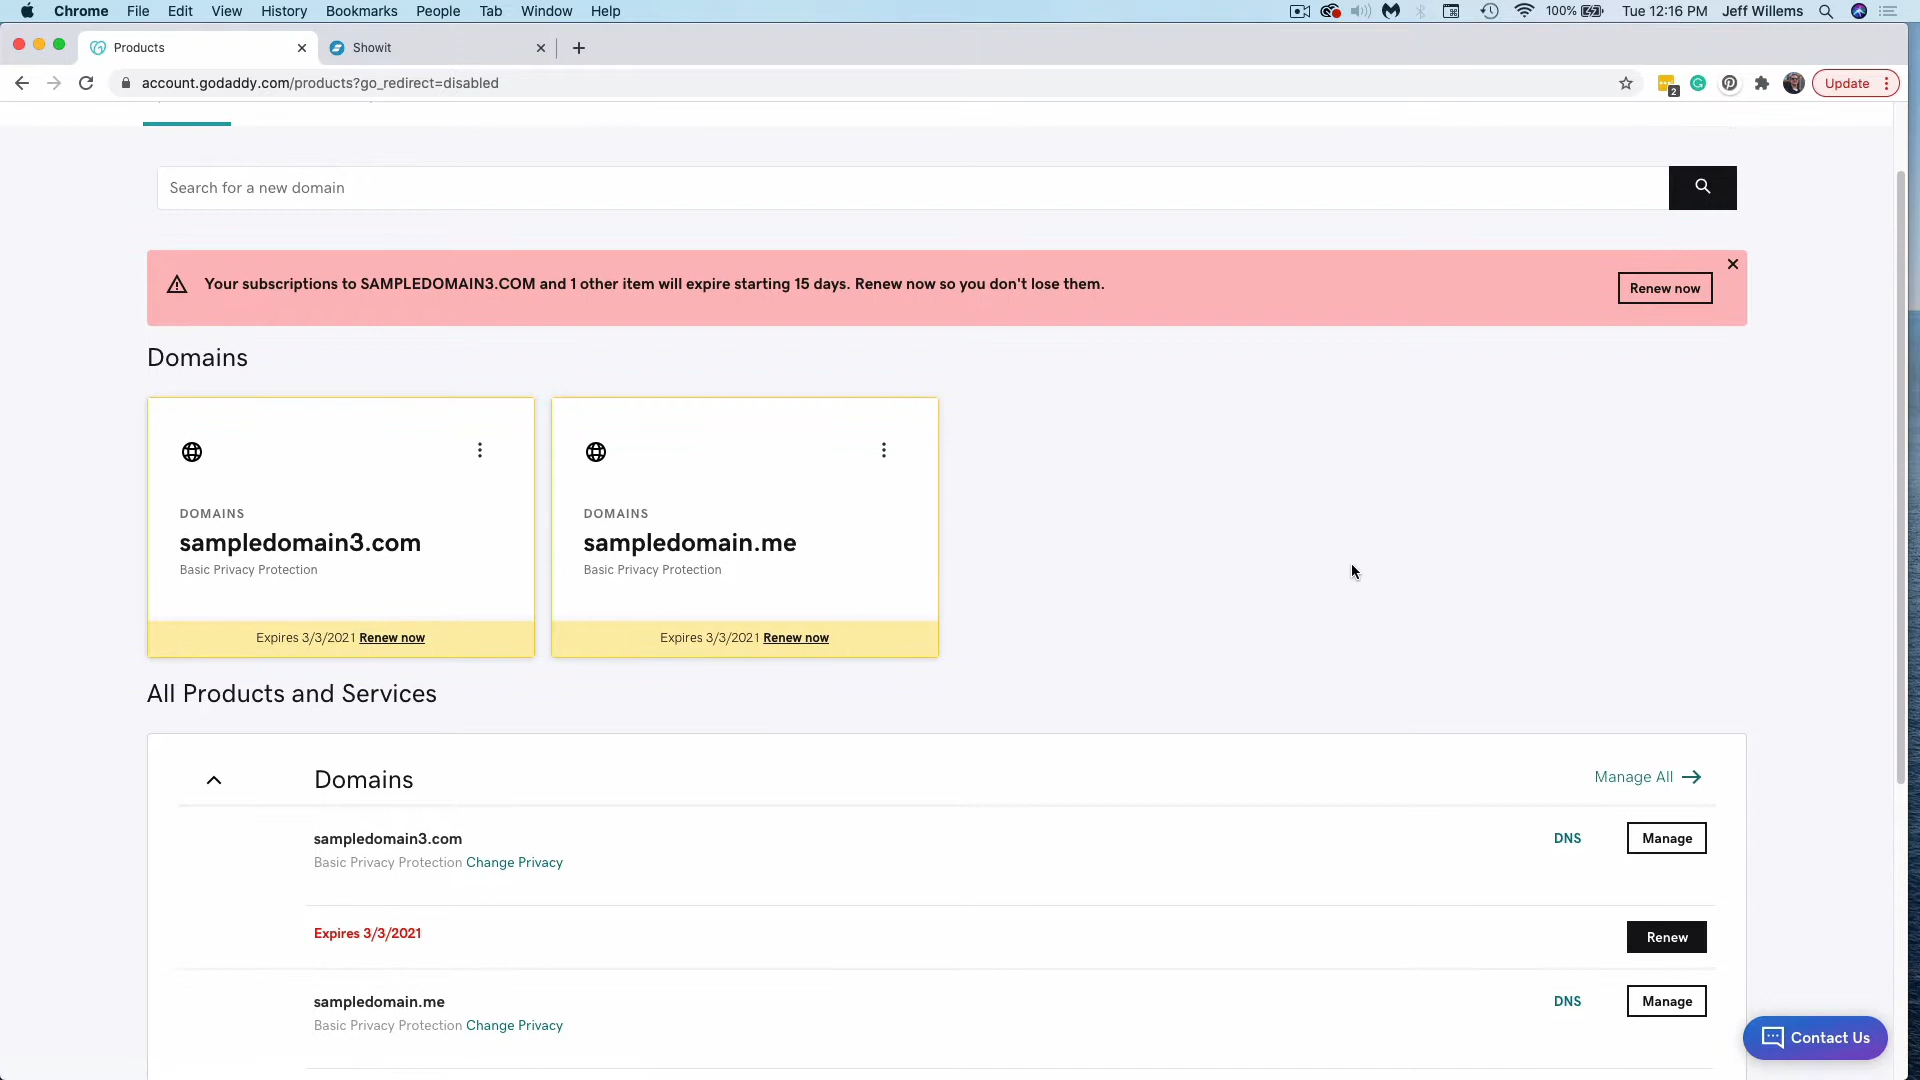 Chrome File Edit View History Bookmarks People Tab Window Help
100% Tue 12:16 PM Jeff Willems
Products
Showit
account.godaddy.com/products?go_redirect=disabled
2
Update
Search for a new domain
Your subscriptions to SAMPLEDOMAIN3.COM and 1 other item will expire starting 15 days. Renew now so you don't lose them.
Renew now
Domains
DOMAINS
sampledomain3.com
Basic Privacy Protection
Expires 3/3/2021 Renew now
DOMAINS
sampledomain.me
Basic Privacy Protection
Expires 3/3/2021 Renew now
All Products and Services
Domains
Manage All
sampledomain3.com
Basic Privacy Protection Change Privacy
DNS
Manage
Expires 3/3/2021
Renew
sampledomain.me
Basic Privacy Protection Change Privacy
DNS
Manage
Contact Us